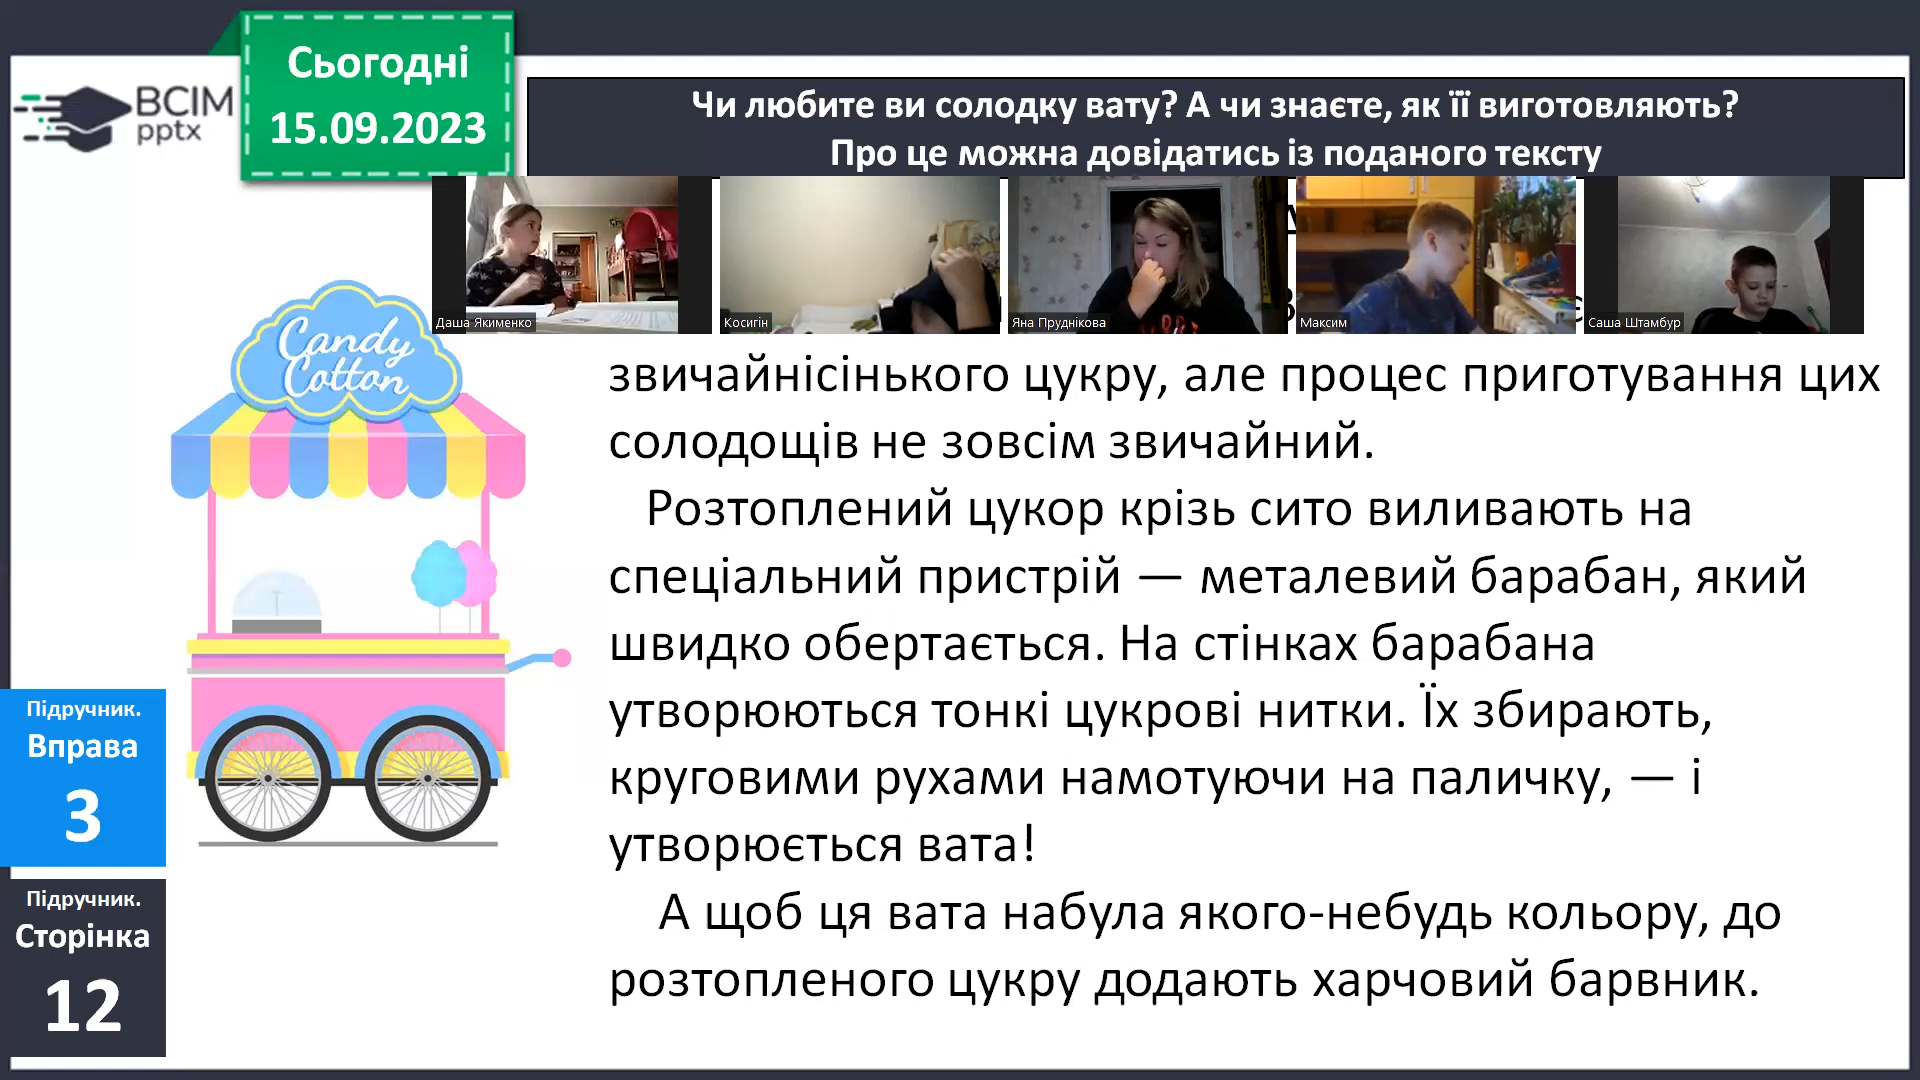 Сьогодні
15.09.2023
ВСІМ
pptx
Чи любите ви солодку вату? А чи знаєте, як її виготовляють?
Про це можна довідатись із поданого тексту
Даша Якименко
Косигін
Яна Пруднікова
Максим
Саша Штамбур
Candy
Cotton
звичайнісінького цукру, але процес приготування цих
солодощів не зовсім звичайний.
Розтоплений цукор крізь сито виливають на
спеціальний пристрій — металевий барабан, який
швидко обертається. На стінках барабана
утворюються тонкі цукрові нитки. Їх збирають,
круговими рухами намотуючи на паличку, — і
утворюється вата!
А щоб ця вата набула якого-небудь кольору, до
розтопленого цукру додають харчовий барвник.
Підручник.
Вправа
3
Підручник.
Сторінка
12